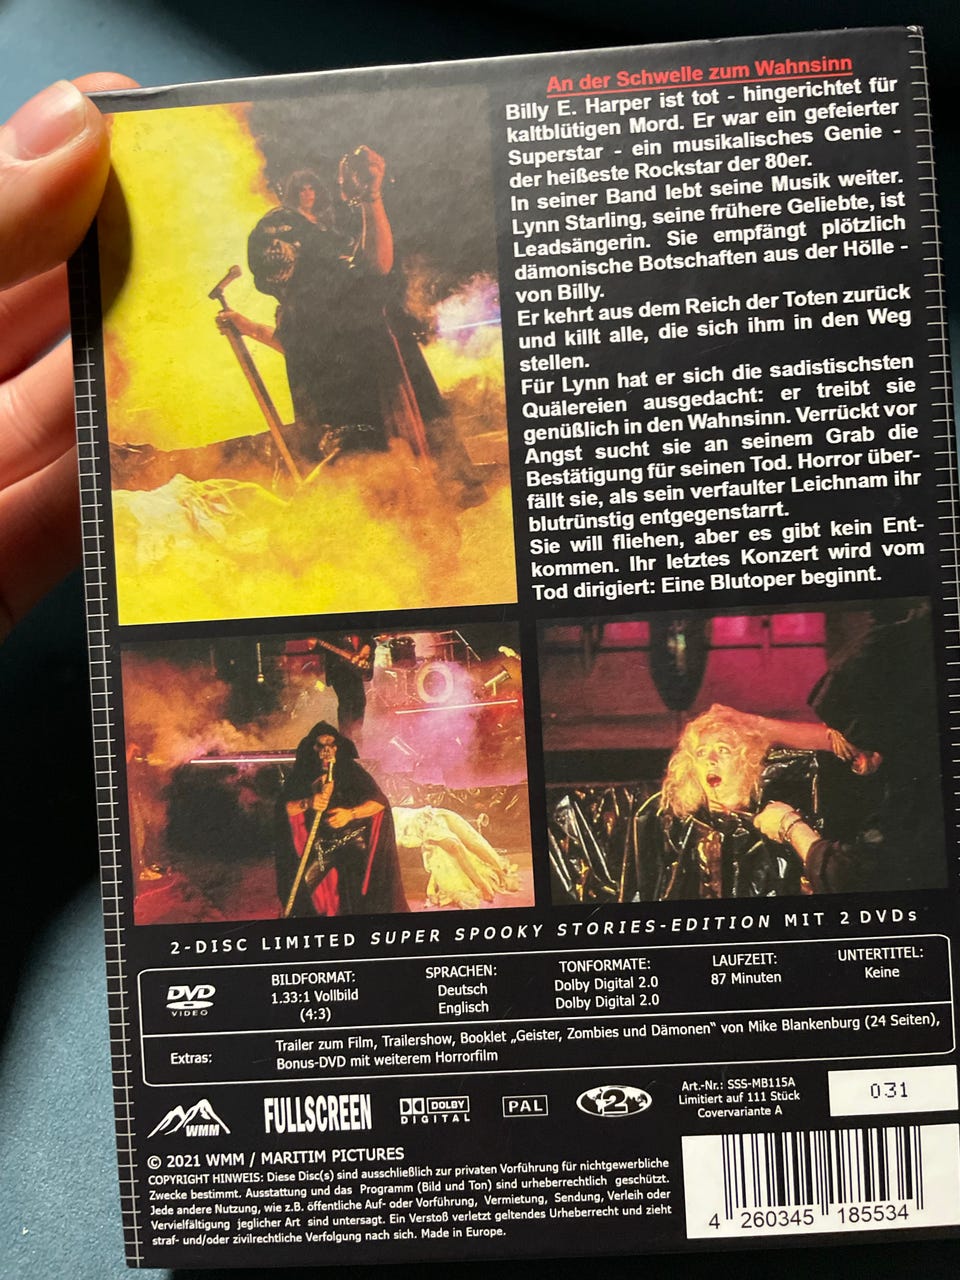 An der Schwelle zum Wahnsinn
Billy E. Harper ist tot - hingerichtet für
kaltblütigen Mord. Er war ein gefeierter
Superstar - ein musikalisches Genie -
der heißeste Rockstar der 80er.
In seiner Band lebt seine Musik weiter.
Lynn Starling, seine frühere Geliebte, ist
Leadsängerin. Sie empfängt plötzlich
dämonische Botschaften aus der Hölle -
von Billy.
Er kehrt aus dem Reich der Toten zurück
und killt alle, die sich ihm in den Weg
stellen.
Für Lynn hat er sich die sadistischsten
Quälereien ausgedacht: er treibt sie
genüßlich in den Wahnsinn. Verrückt vor
Angst sucht sie an seinem Grab die
Bestätigung für seinen Tod. Horror über-
fällt sie, als sein verfaulter Leichnam ihr
blutrünstig entgegenstarrt.
Sie will fliehen, aber es gibt kein Ent-
kommen. Ihr letztes Konzert wird vom
Tod dirigiert: Eine Blutoper beginnt.
2-DISC LIMITED SUPER SPOOKY STORIES-EDITION MIT 2 DVDs
DVD
VIDEO
BILDFORMAT:
1.33:1 Vollbild
(4:3)
SPRACHEN:
Deutsch
Englisch
TONFORMATE:
Dolby Digital 2.0
Dolby Digital 2.0
LAUFZEIT:
87 Minuten
UNTERTITEL:
Keine
Extras:
Trailer zum Film, Trailershow, Booklet „Geister, Zombies und Dämonen" von Mike Blankenburg (24 Seiten),
Bonus-DVD mit weiterem Horrorfilm
WMM
FULLSCREEN
DOLBY
DIGITAL
PAL
2
Art.-Nr.: SSS-MB115A
Limitiert auf 111 Stück
Covervariante A
031
© 2021 WMM / MARITIM PICTURES
COPYRIGHT HINWEIS: Diese Disc(s) sind ausschließlich zur privaten Vorführung für nichtgewerbliche
Zwecke bestimmt. Ausstattung und das Programm (Bild und Ton) sind urheberrechtlich geschützt.
Jede andere Nutzung, wie z.B. öffentliche Auf- oder Vorführung, Vermietung, Sendung, Verleih oder
Vervielfältigung jeglicher Art sind untersagt. Ein Verstoß verletzt geltendes Urheberrecht und zieht
straf- und/oder zivilrechtliche Verfolgung nach sich. Made in Europe.
4 260345 185534